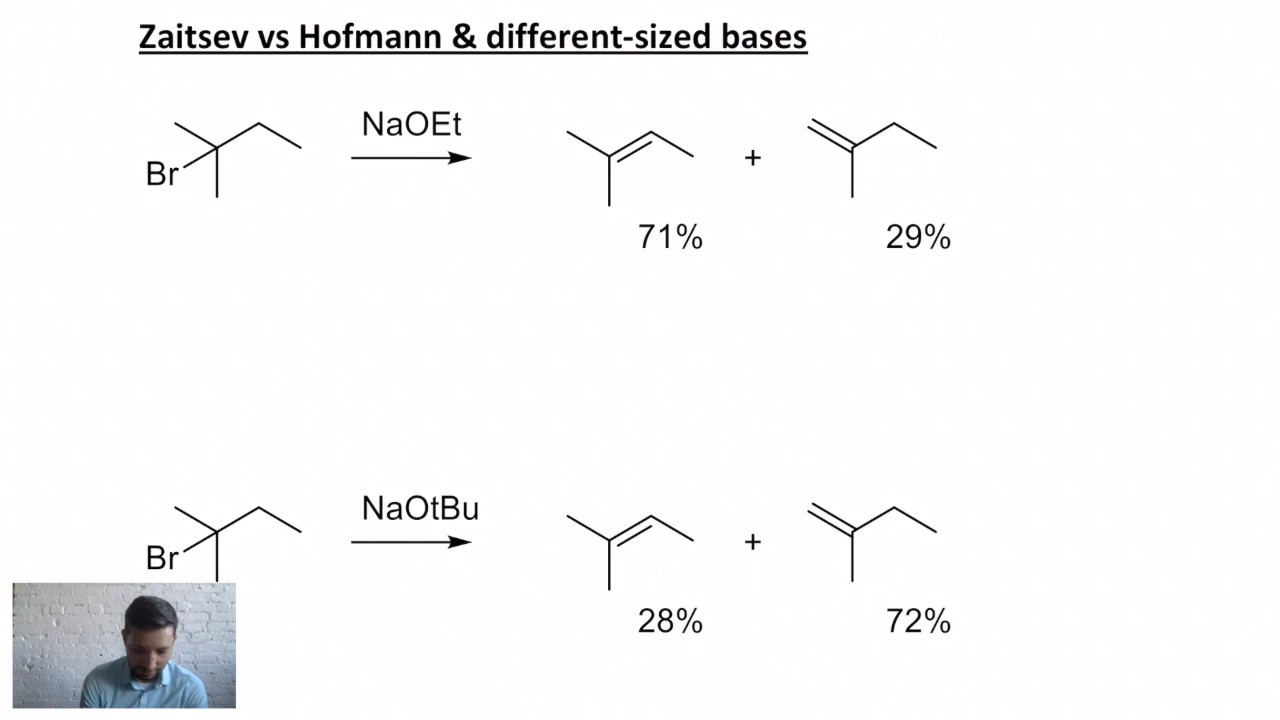 Zaitsev vs Hofmann & different-sized bases
NaOEt
Br
+
71%
29%
NaOtBu
Br
+
28%
72%